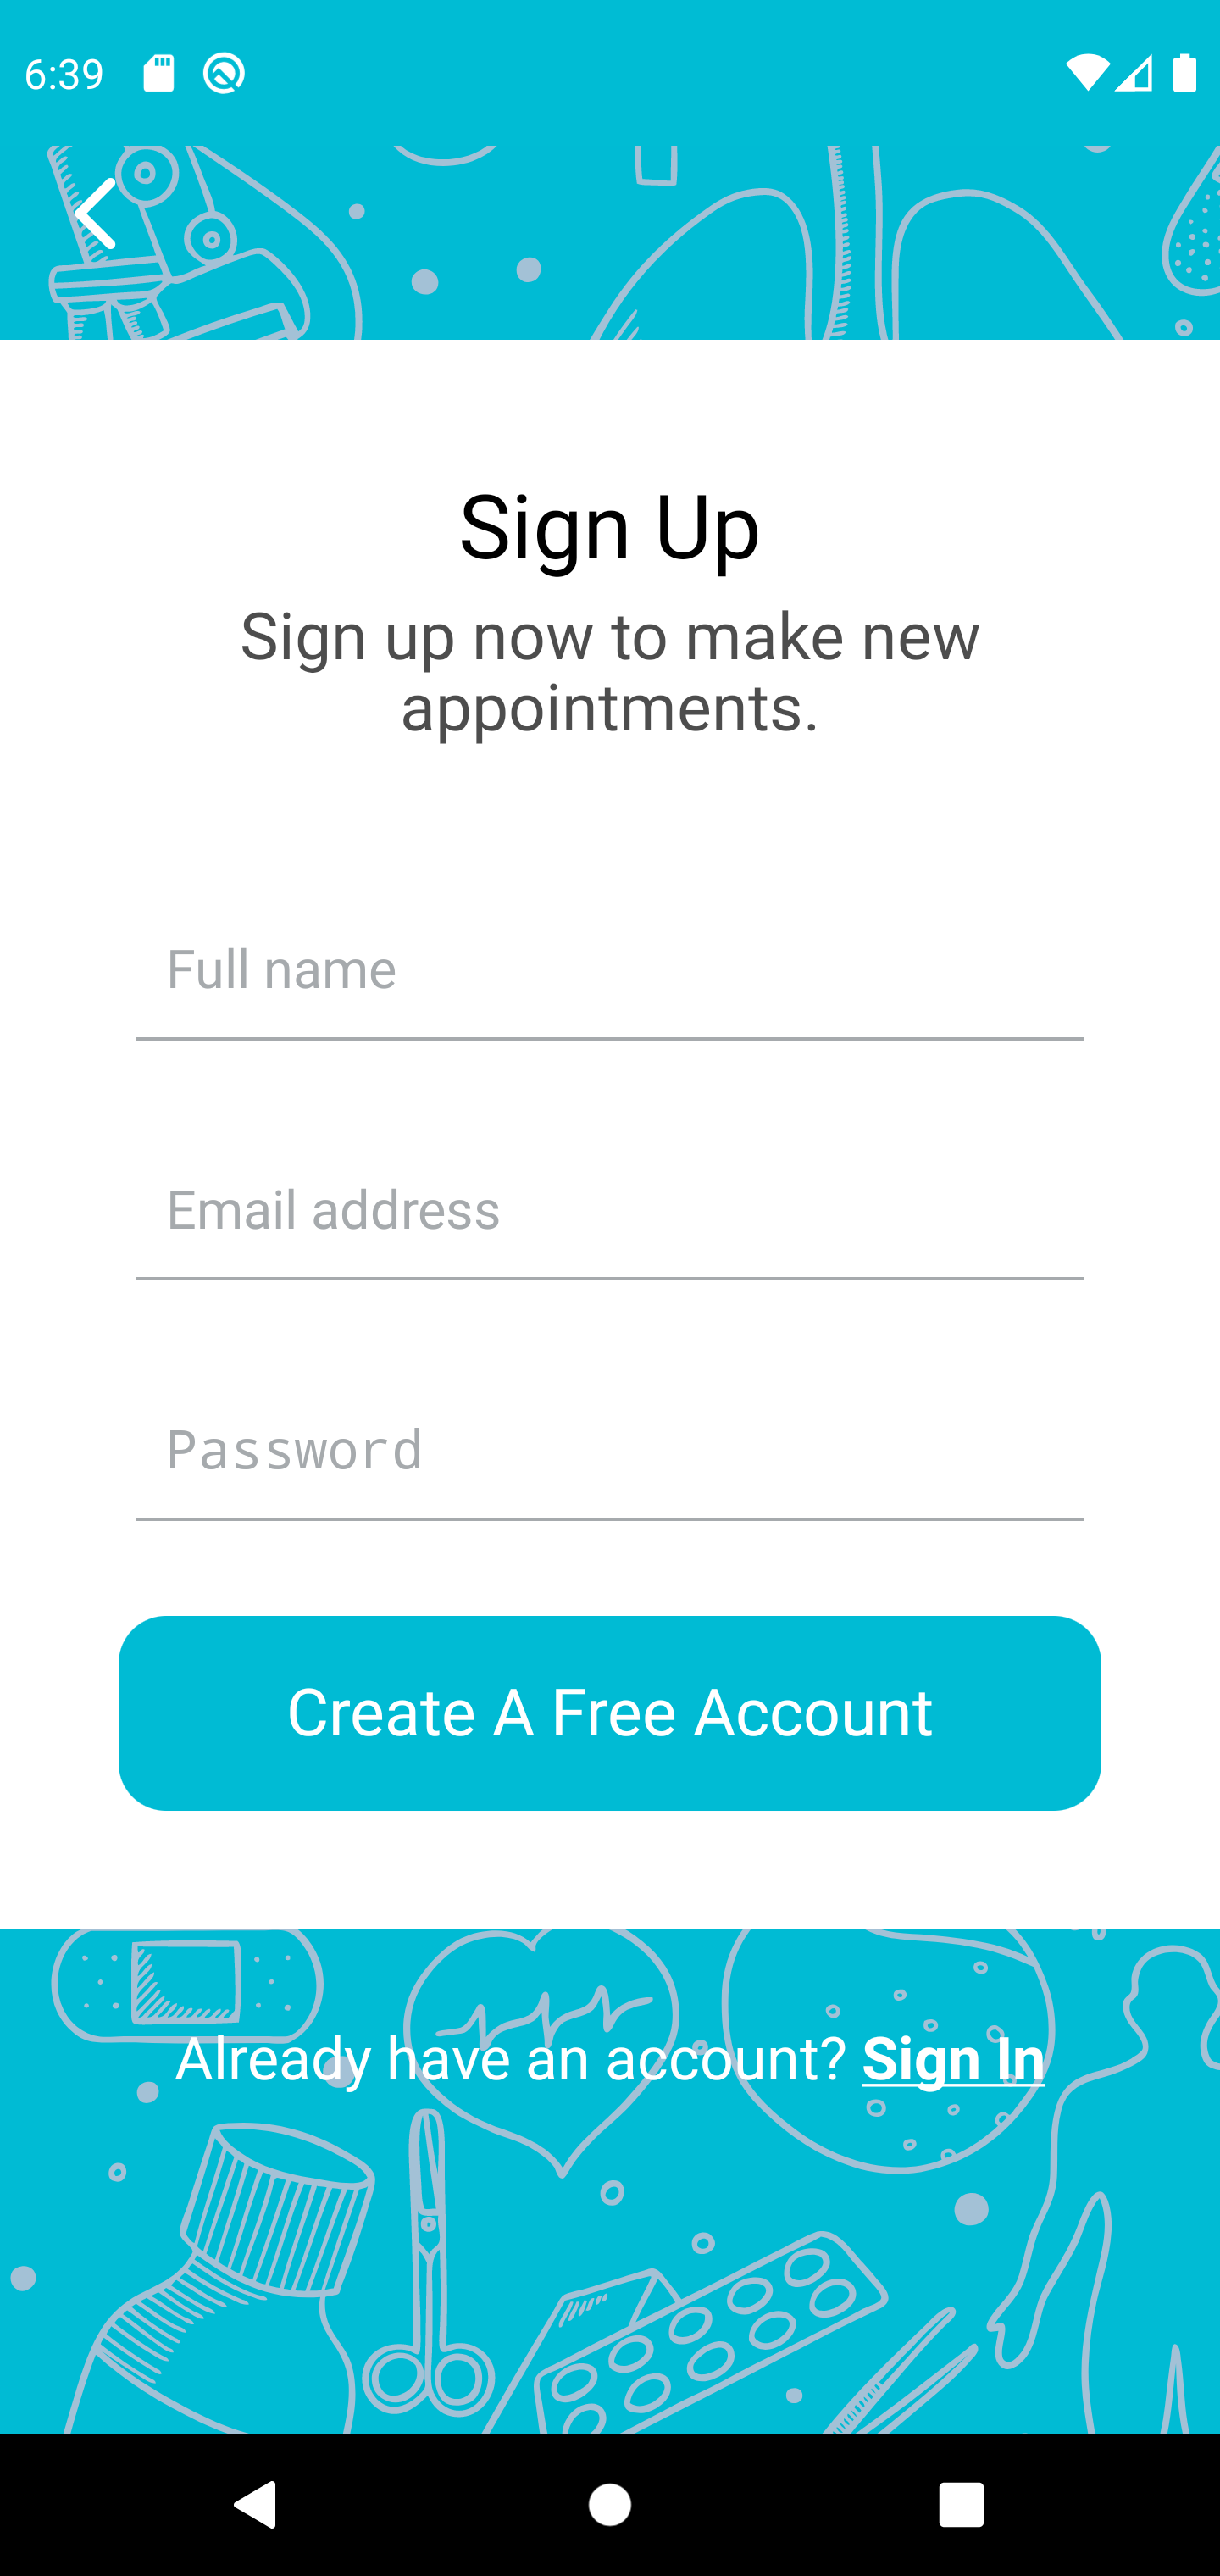 6:39
Sign Up
Sign up now to make new
appointments.
Full name
Email address
Password
Create A Free Account
Already have an account? Sign In